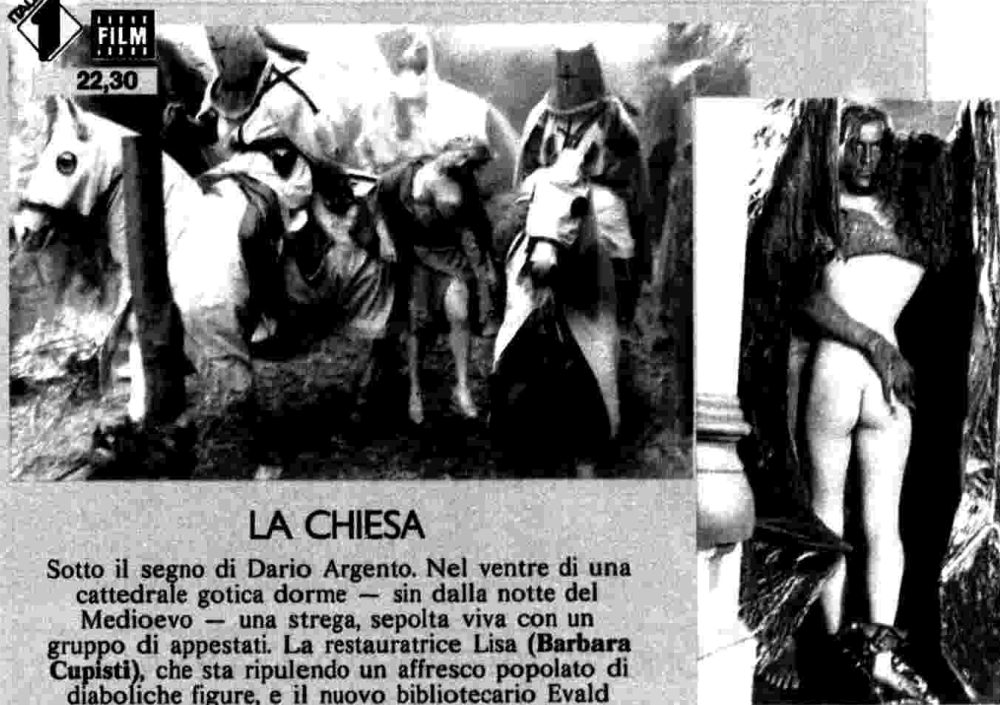 ITALIA
1
FILM
22,30
LA CHIESA
Sotto il segno di Dario Argento. Nel ventre di una
cattedrale gotica dorme — sin dalla notte del
Medioevo — una strega, sepolta viva con un
gruppo di appestati. La restauratrice Lisa (Barbara
Cupisti), che sta ripulendo un affresco popolato di
diaboliche figure, e il nuovo bibliotecario Evald